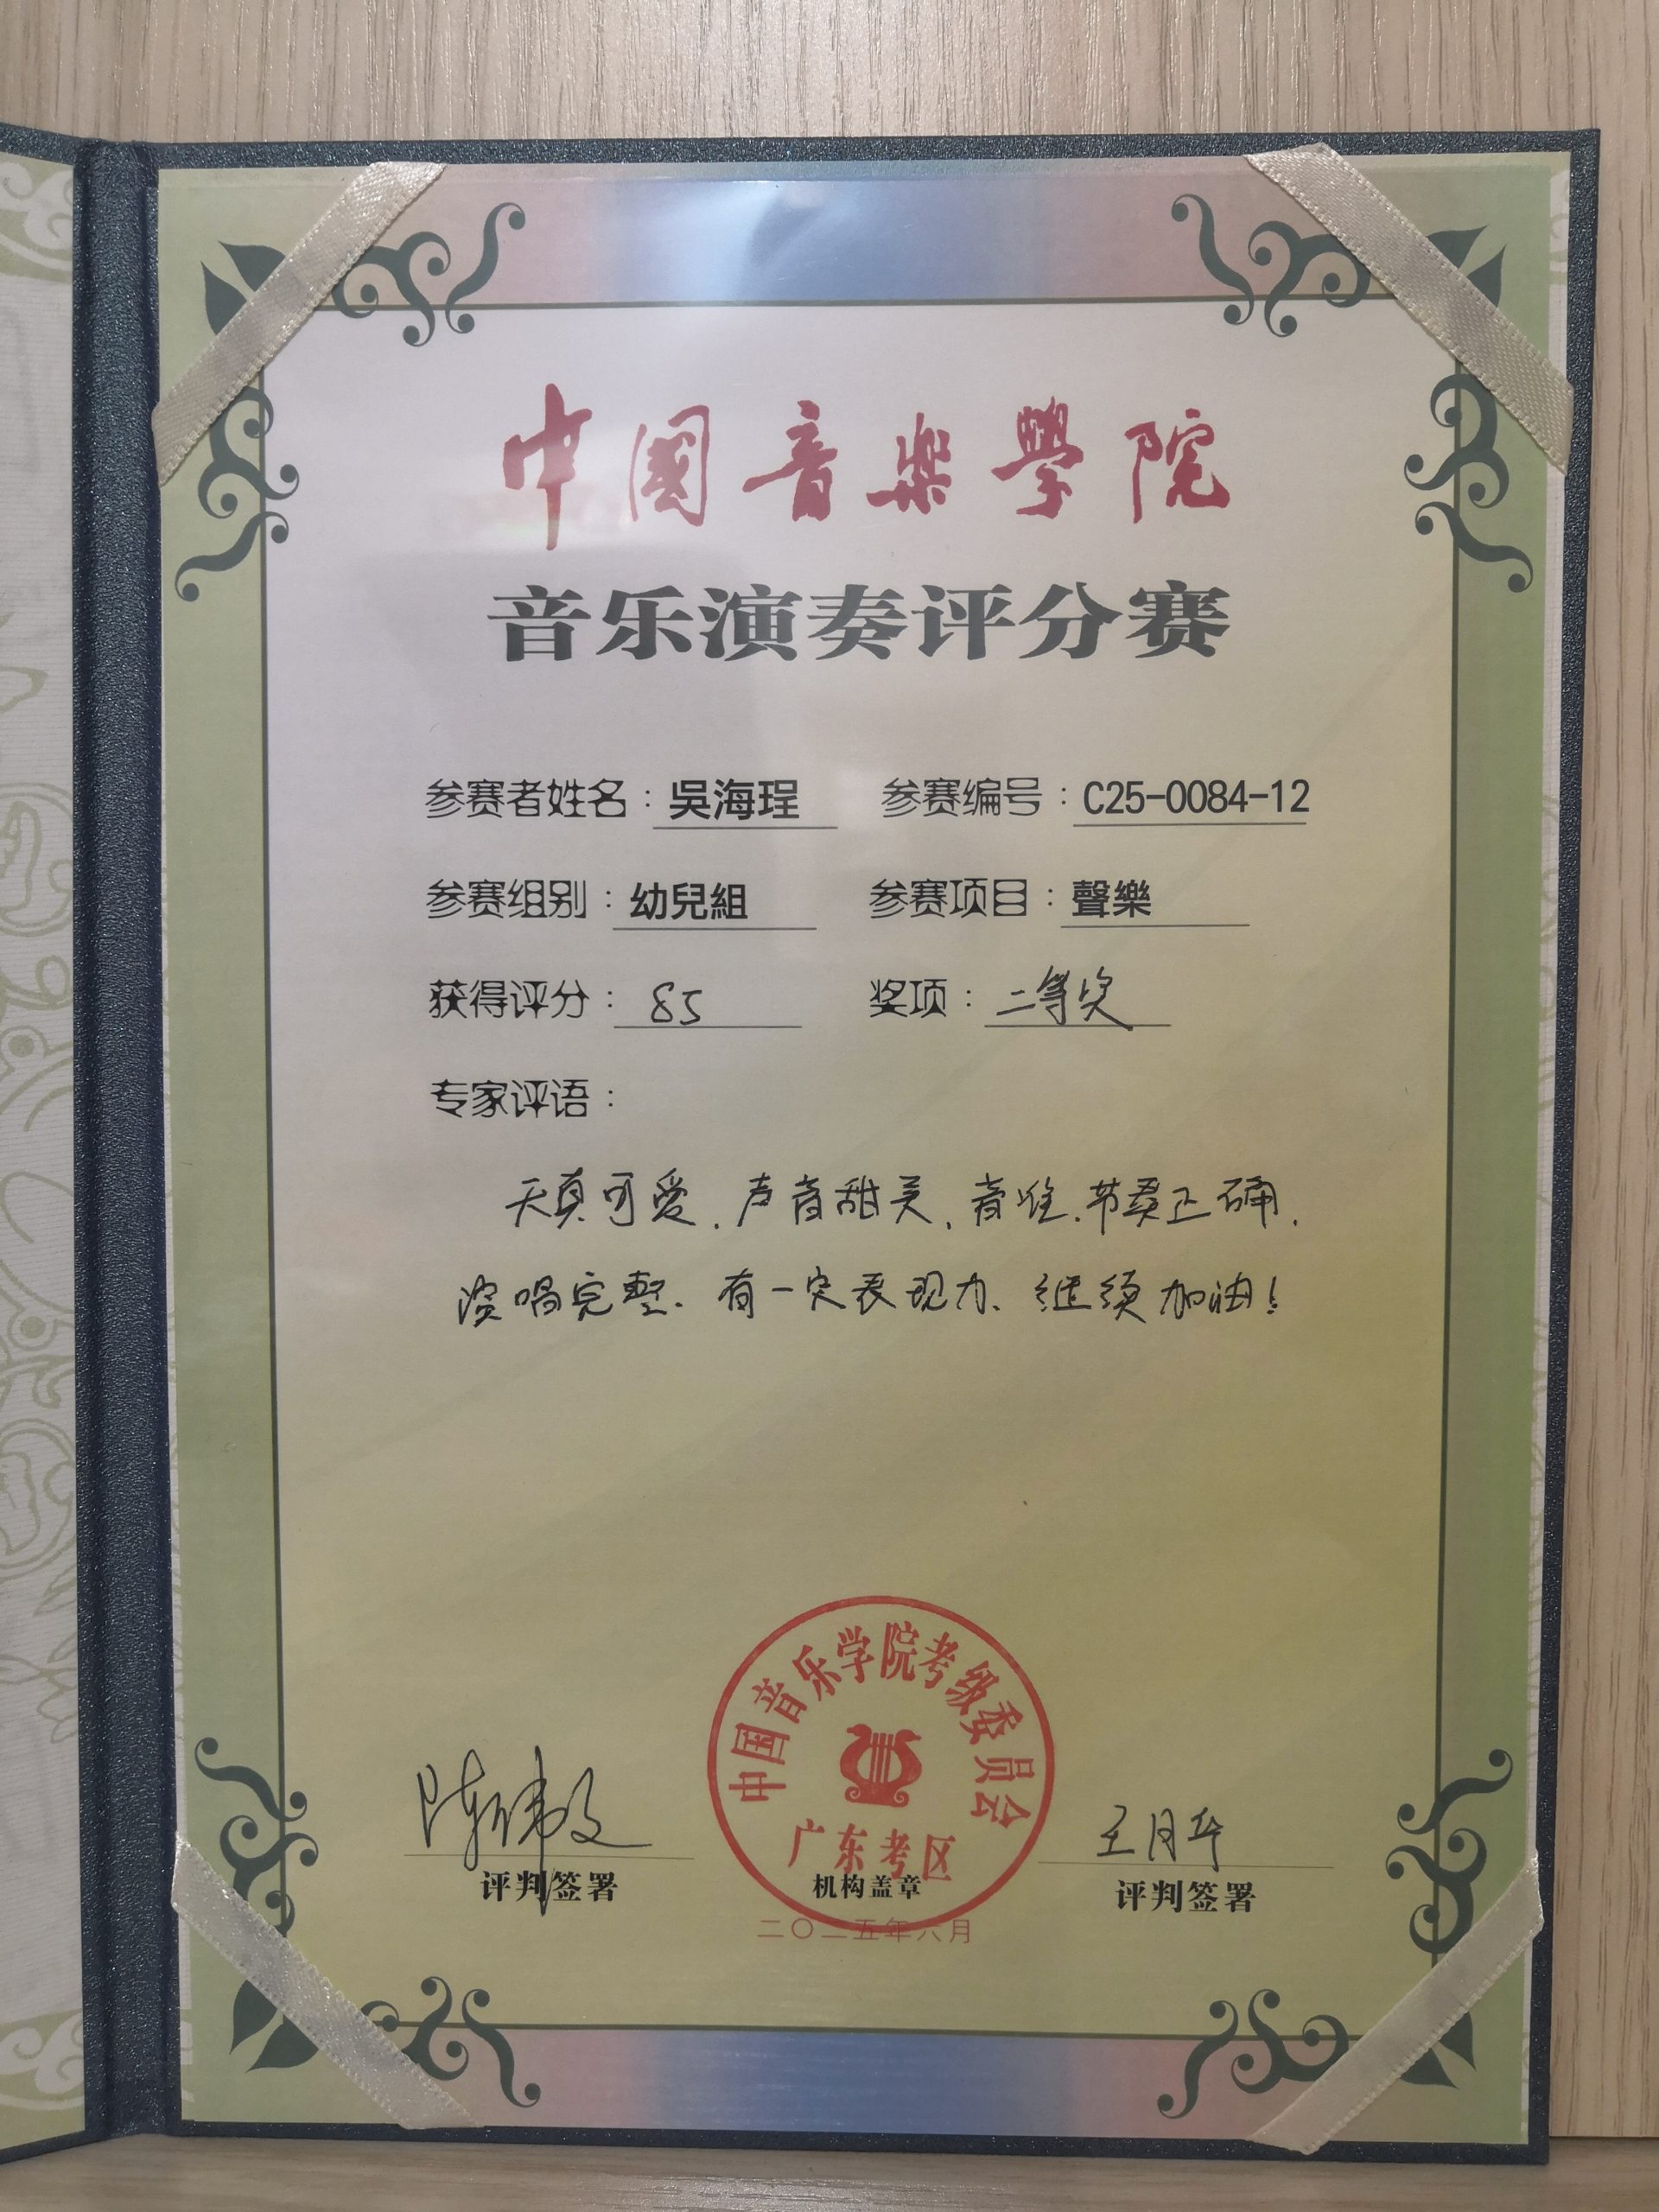 中國音樂學院
音乐演奏评分赛
参赛者姓名：吳海珵 参赛编号：C25-0084-12
参赛组别：幼兒組 参赛项目：聲樂
获得评分：85 奖项：二等奖
专家评语：
天真可爱、声音甜美、音准、节奏正确、
演唱完整、有一定表现力、继续加油！
中国音乐学院考级委员会
广东考区
王月华
评判签署 机构盖章 评判签署
二〇二五年六月